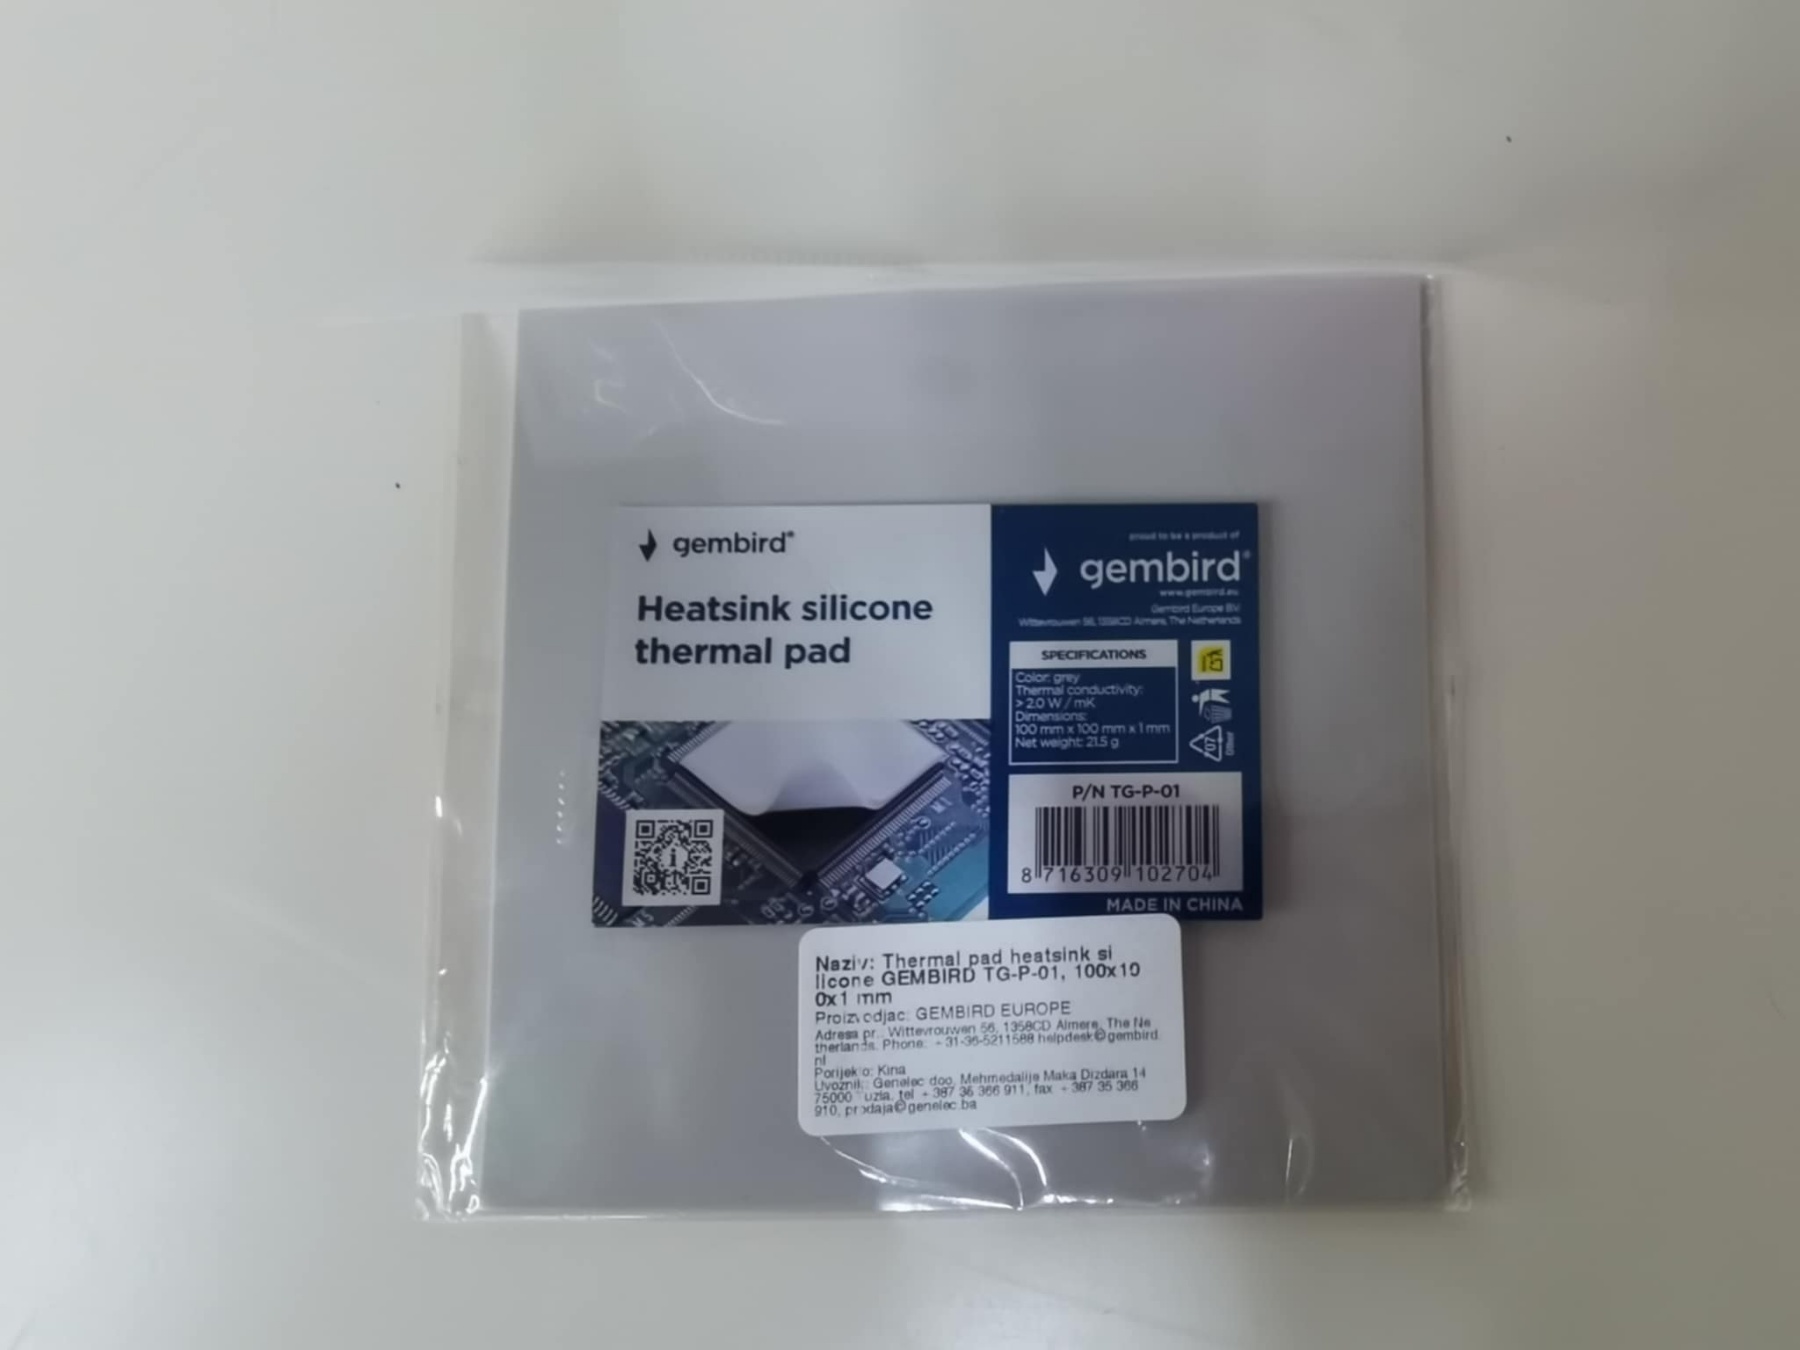 gembird®
Heatsink silicone
thermal pad
proud to be a product of
gembird®
www.gembird.eu
Gembird Europe B.V.
Wittevrouwen 56, 1358CD Almere, The Netherlands
SPECIFICATIONS
Color: grey
Thermal conductivity:
> 2.0 W / mK
Dimensions:
100 mm x 100 mm x 1 mm
Net weight: 21.5 g
07
Other
P/N TG-P-01
8 716309 102704
MADE IN CHINA
Naziv: Thermal pad heatsink si
licone GEMBIRD TG-P-01, 100x10
0x1 mm
Proizvodjac: GEMBIRD EUROPE
Adresa pr.: Wittevrouwen 56, 1358CD Almere, The Ne
therlands. Phone: +31-36-5211588 helpdesk@gembird.
nl
Porijeklo: Kina
Uvoznik: Genelec doo, Mehmedalije Maka Dizdara 14
75000 Tuzla, tel +387 35 366 911, fax +387 35 366
910, prodaja@genelec.ba